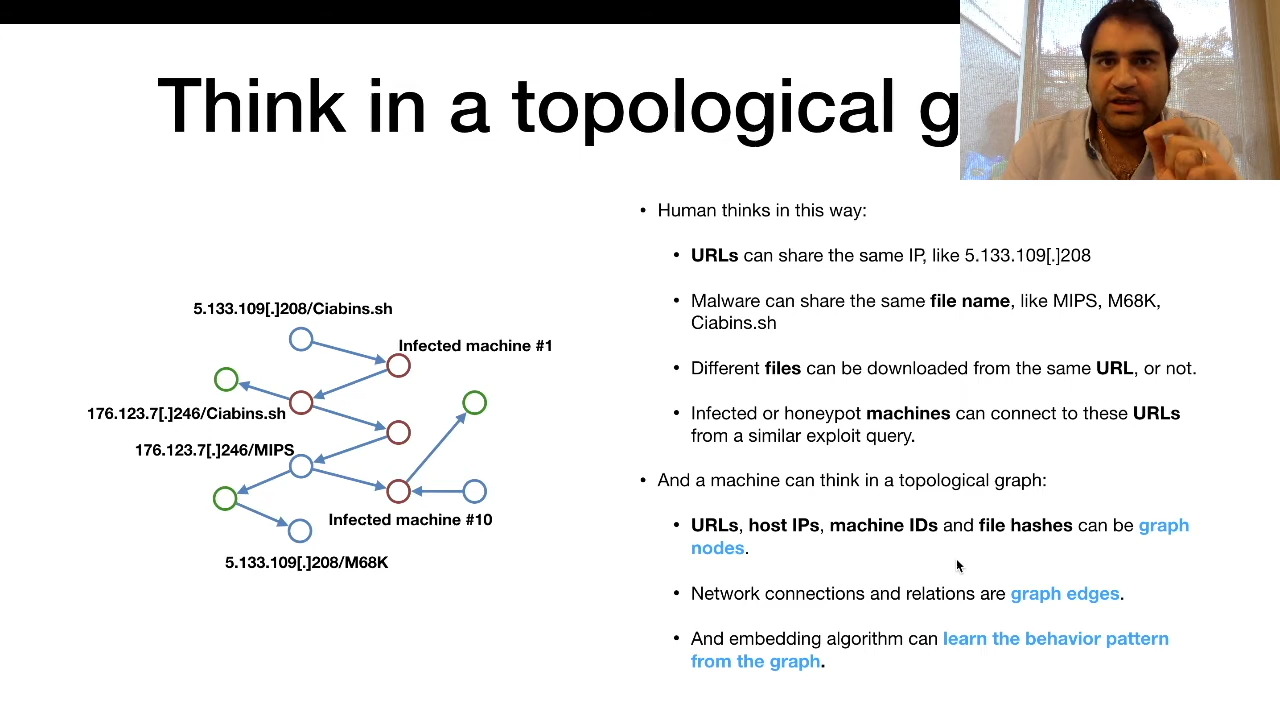 Think in a topological g
• Human thinks in this way:
• URLs can share the same IP, like 5.133.109[.]208
• Malware can share the same file name, like MIPS, M68K,
Ciabins.sh
• Different files can be downloaded from the same URL, or not.
• Infected or honeypot machines can connect to these URLs
from a similar exploit query.
• And a machine can think in a topological graph:
• URLs, host IPs, machine IDs and file hashes can be graph
nodes.
• Network connections and relations are graph edges.
• And embedding algorithm can learn the behavior pattern
from the graph.
5.133.109[.]208/Ciabins.sh
Infected machine #1
176.123.7[.]246/Ciabins.sh
176.123.7[.]246/MIPS
Infected machine #10
5.133.109[.]208/M68K